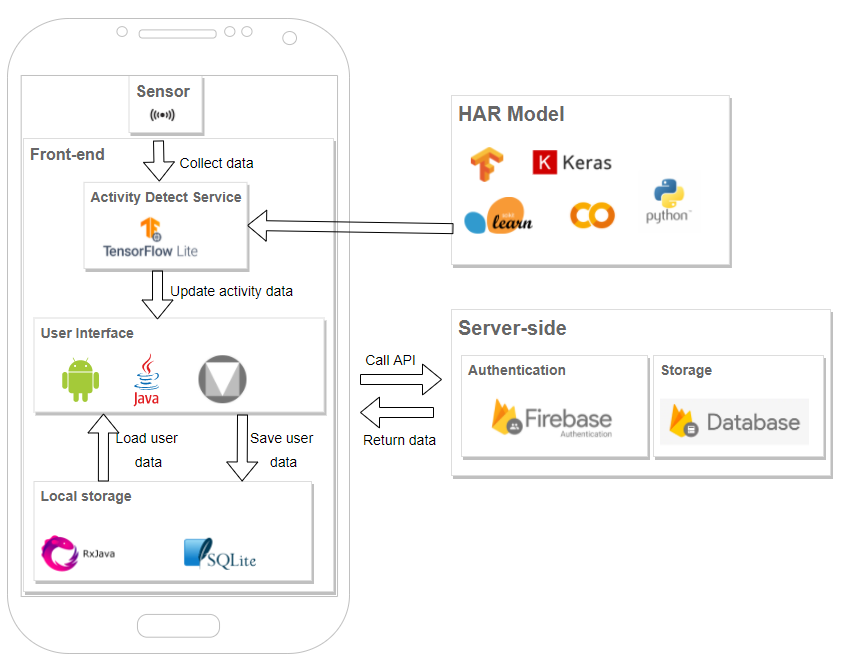 Sensor
Front-end
Collect data
Activity Detect Service
TensorFlow Lite
Update activity data
User Interface
Java
Load user
data
Save user
data
Local storage
RxJava
SQLite
HAR Model
K Keras
learn
python
Call API
Return data
Server-side
Authentication
Firebase
Authentication
Storage
Database